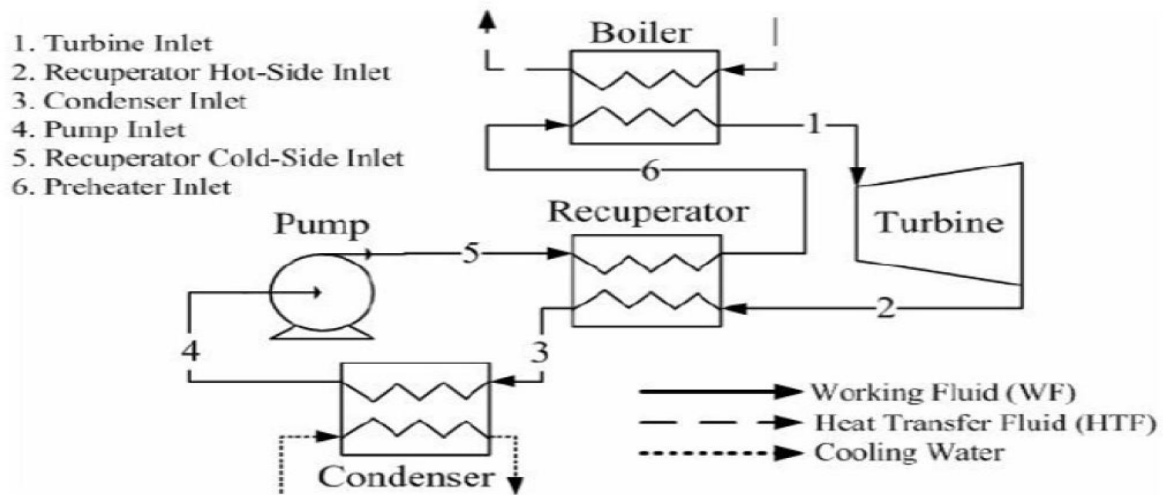 1. Turbine Inlet
2. Recuperator Hot-Side Inlet
3. Condenser Inlet
4. Pump Inlet
5. Recuperator Cold-Side Inlet
6. Preheater Inlet
Boiler
1
6
Turbine
Recuperator
Pump
5
2
4
3
Condenser
Working Fluid (WF)
Heat Transfer Fluid (HTF)
Cooling Water